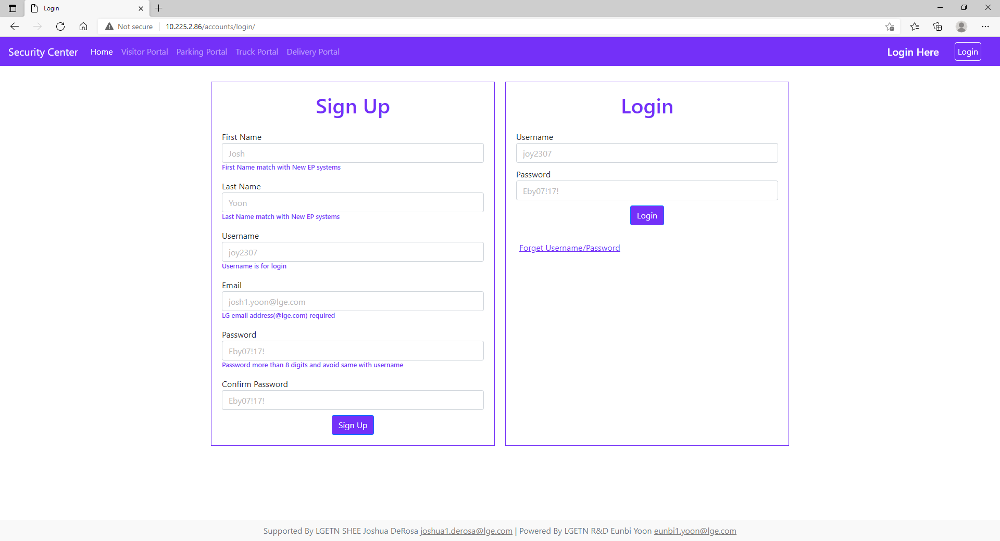 Login
Not secure
10.225.2.86/accounts/login/
Security Center
Home
Visitor Portal
Parking Portal
Truck Portal
Delivery Portal
Login Here
Login
Sign Up
First Name
Josh
First Name match with New EP systems
Last Name
Yoon
Last Name match with New EP systems
Username
joy2307
Username is for login
Email
josh1.yoon@lge.com
LG email address(@lge.com) required
Password
Eby07!17!
Password more than 8 digits and avoid same with username
Confirm Password
Eby07!17!
Sign Up
Login
Username
joy2307
Password
Eby07!17!
Login
Forget Username/Password
Supported By LGETN SHEE Joshua DeRosa joshua1.derosa@lge.com | Powered By LGETN R&D Eunbi Yoon eunbi1.yoon@lge.com